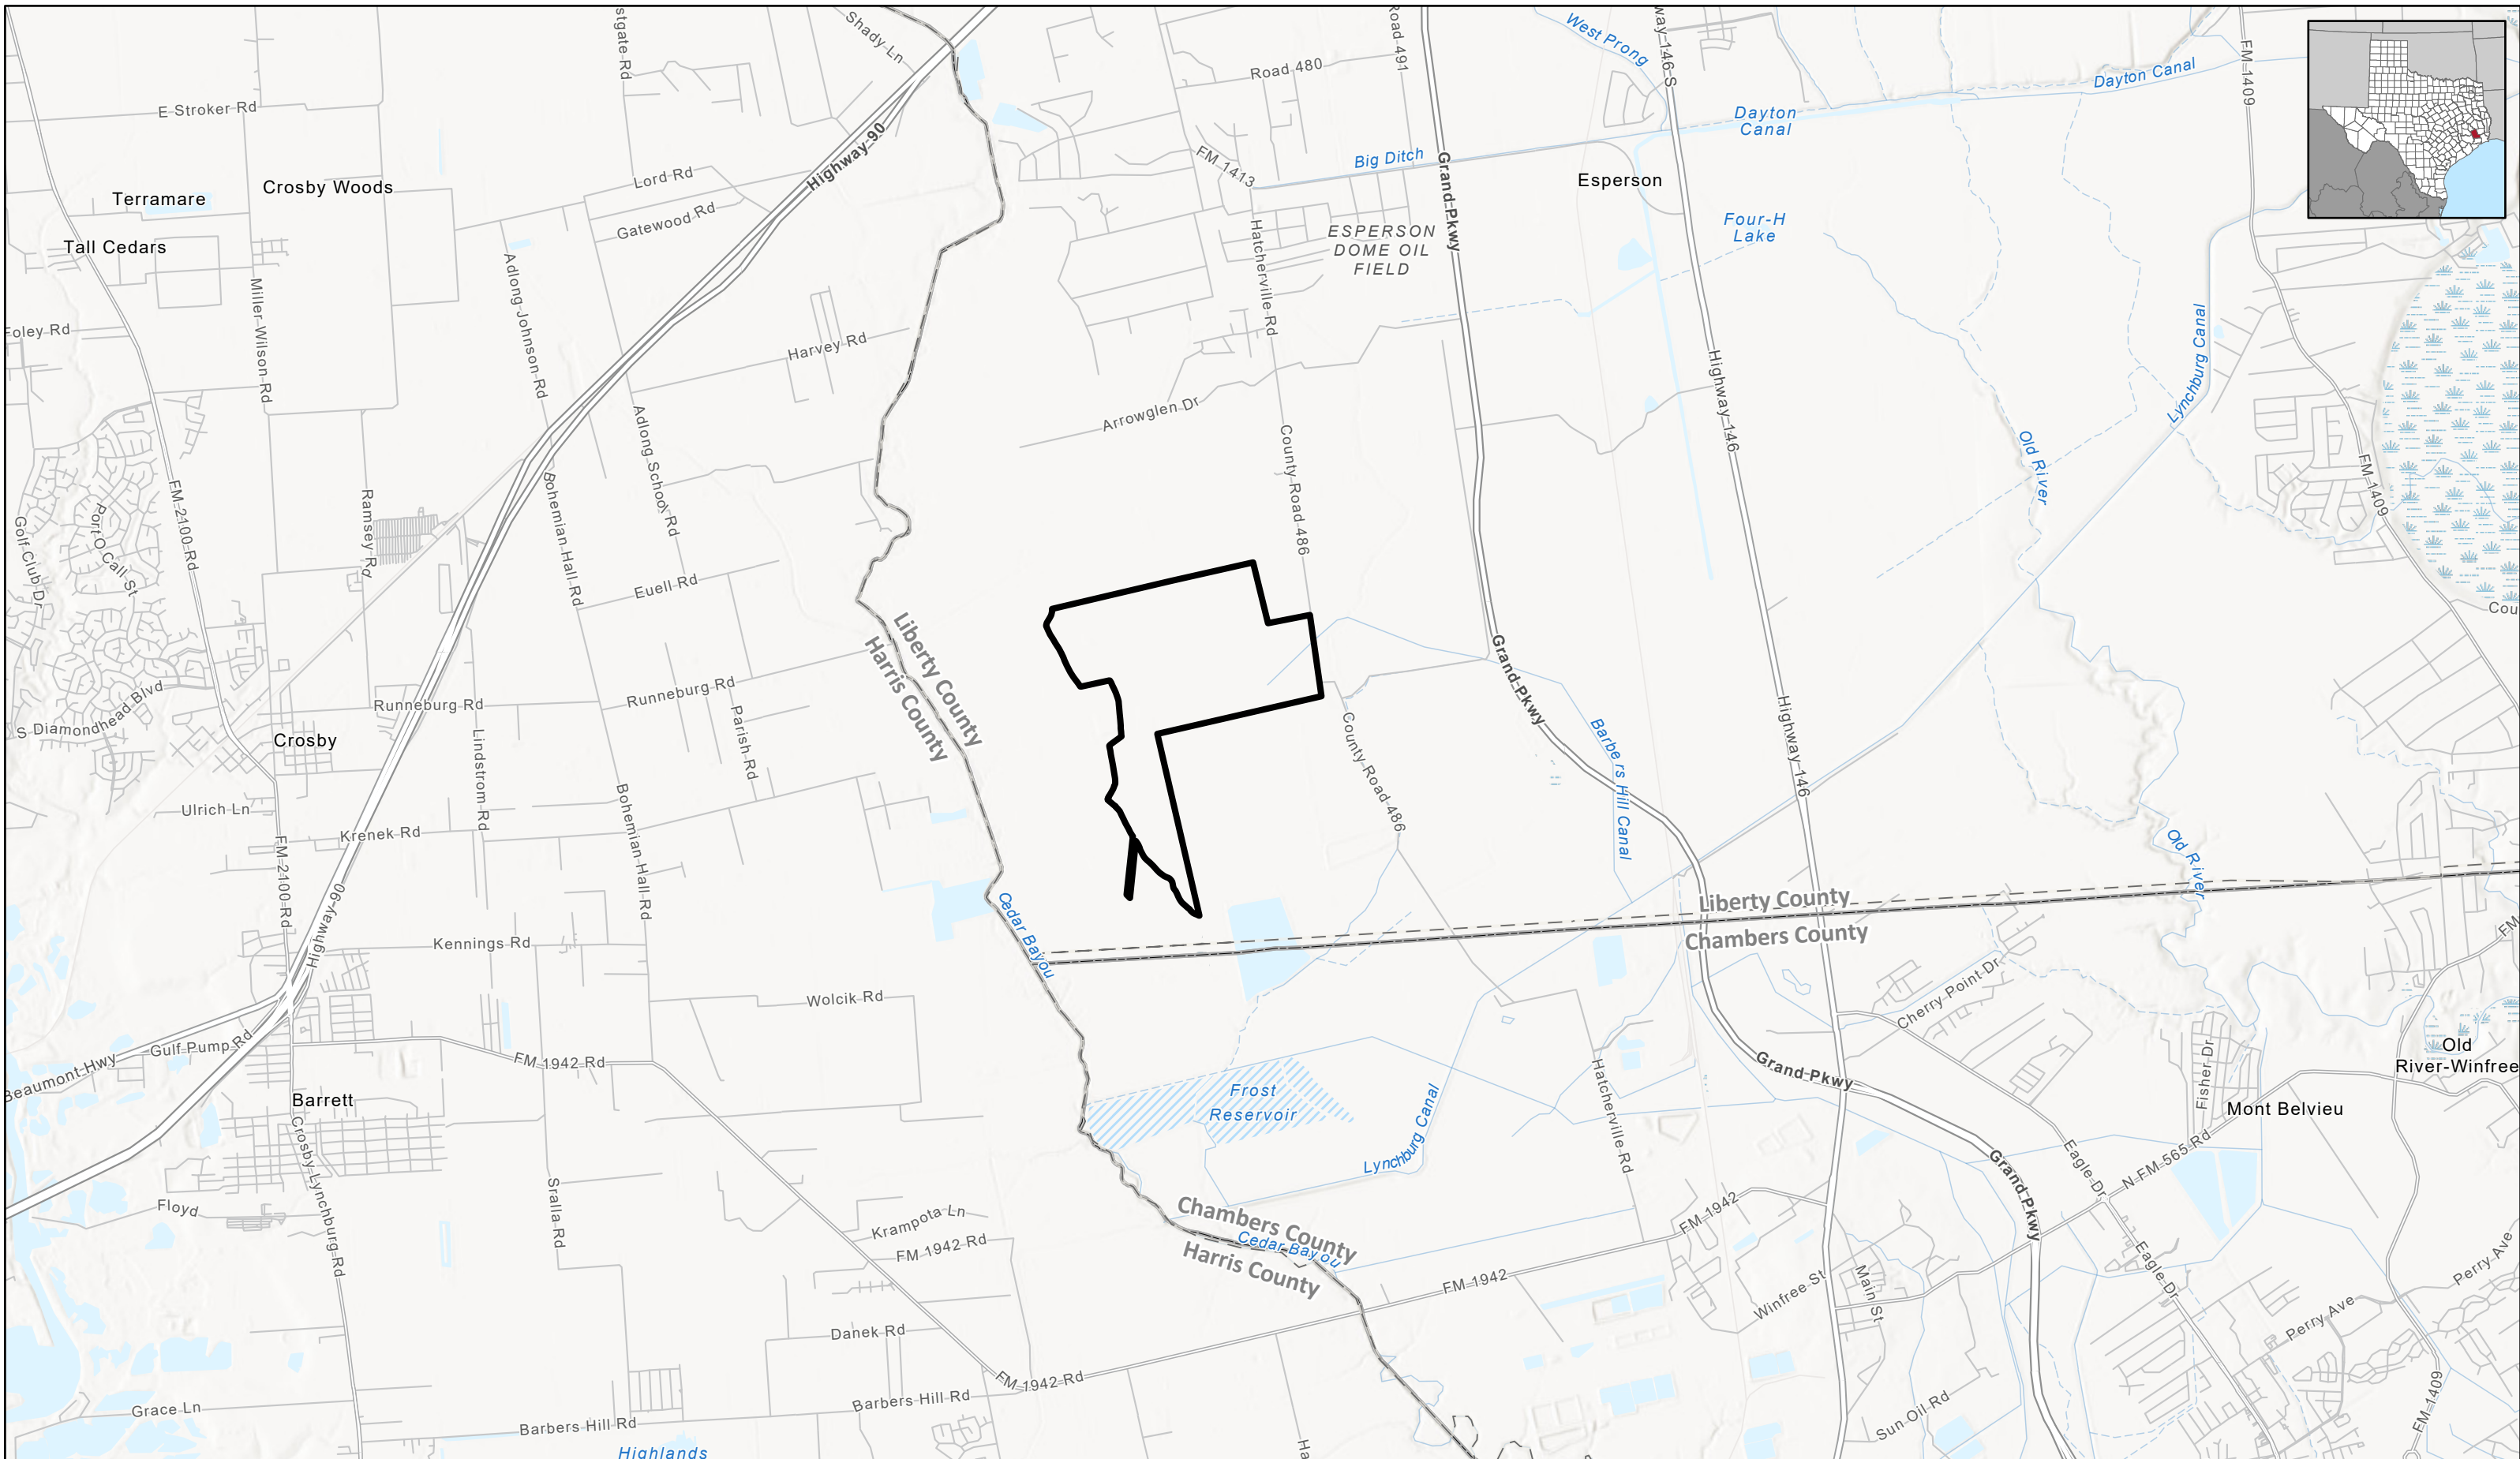 stgate Rd
Shady Ln
Road 480
Road 491
West Prong
way 146 S
Dayton Canal
FM 1409
E Stroker Rd
Highway 90
Dayton
Canal
Big Ditch
Grand Pkwy
FM 1413
Lord Rd
Esperson
Terramare
Crosby Woods
Gatewood Rd
Four-H
Lake
Tall Cedars
Hatcherville Rd
ESPERSON
DOME OIL
FIELD
Adlong Johnson Rd
Miller Wilson Rd
Foley Rd
Harvey Rd
Highway 146
Lynchburg Canal
Arrowglen Dr
Adlong School Rd
County Road 486
Old River
FM 1409
Bohemian Hall Rd
FM 2100 Rd
Ramsey Rd
Port O Call St
Golf Club Dr
Euell Rd
Cou
Liberty County
Harris County
Grand Pkwy
Runneburg Rd
Runneburg Rd
S Diamondhead Blvd
Parish Rd
Lindstrom Rd
Crosby
County Road 486
Barbers Hill Canal
Highway 146
Ulrich Ln
Krenek Rd
Bohemian Hall Rd
FM 2100 Rd
Highway 90
Old River
Cedar Bayou
Liberty County
Chambers County
FM
Kennings Rd
Wolcik Rd
Cherry Point Dr
Gulf Pump Rd
Beaumont Hwy
FM 1942 Rd
Grand Pkwy
Old
River-Winfree
Fisher Dr
Barrett
Frost
Reservoir
Lynchburg Canal
Hatcherville Rd
Mont Belvieu
Crosby Lynchburg Rd
Eagle Dr
N FM 565 Rd
Grand Pkwy
Floyd
Sralla Rd
Krampota Ln
FM 1942 Rd
Chambers County
Cedar Bayou
Harris County
FM 1942
FM 1942
Eagle Dr
Perry Ave
Winfree St
Main St
Perry Ave
Danek Rd
FM 1942 Rd
Barbers Hill Rd
Barbers Hill Rd
Grace Ln
Sun Oil Rd
FM 1409
Highlands
Ha